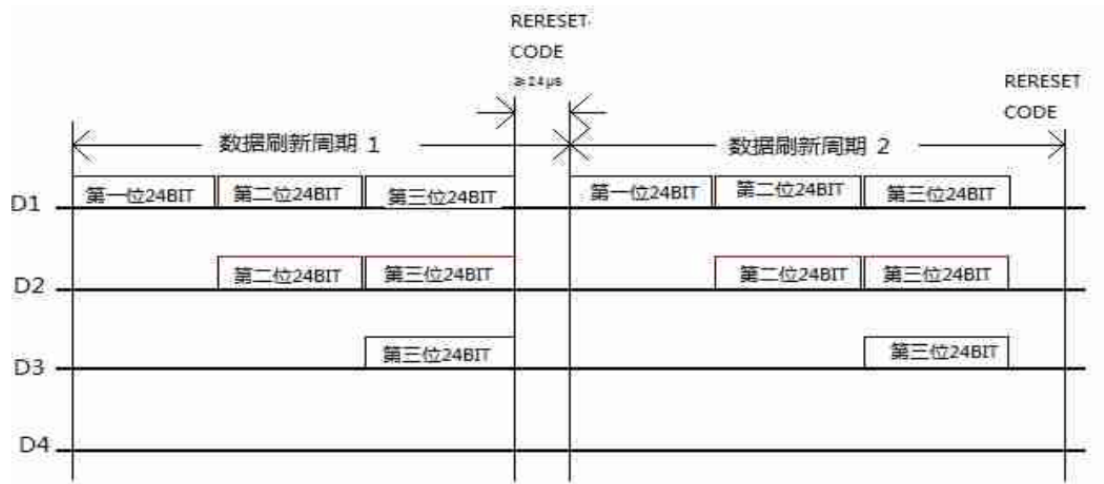 RERESET
CODE
≥24μs
RERESET
CODE
数据刷新周期 1
数据刷新周期 2
D1
第一位24BIT
第二位24BIT
第三位24BIT
第一位24BIT
第二位24BIT
第三位24BIT
D2
第二位24BIT
第三位24BIT
第二位24BIT
第三位24BIT
D3
第三位24BIT
第三位24BIT
D4